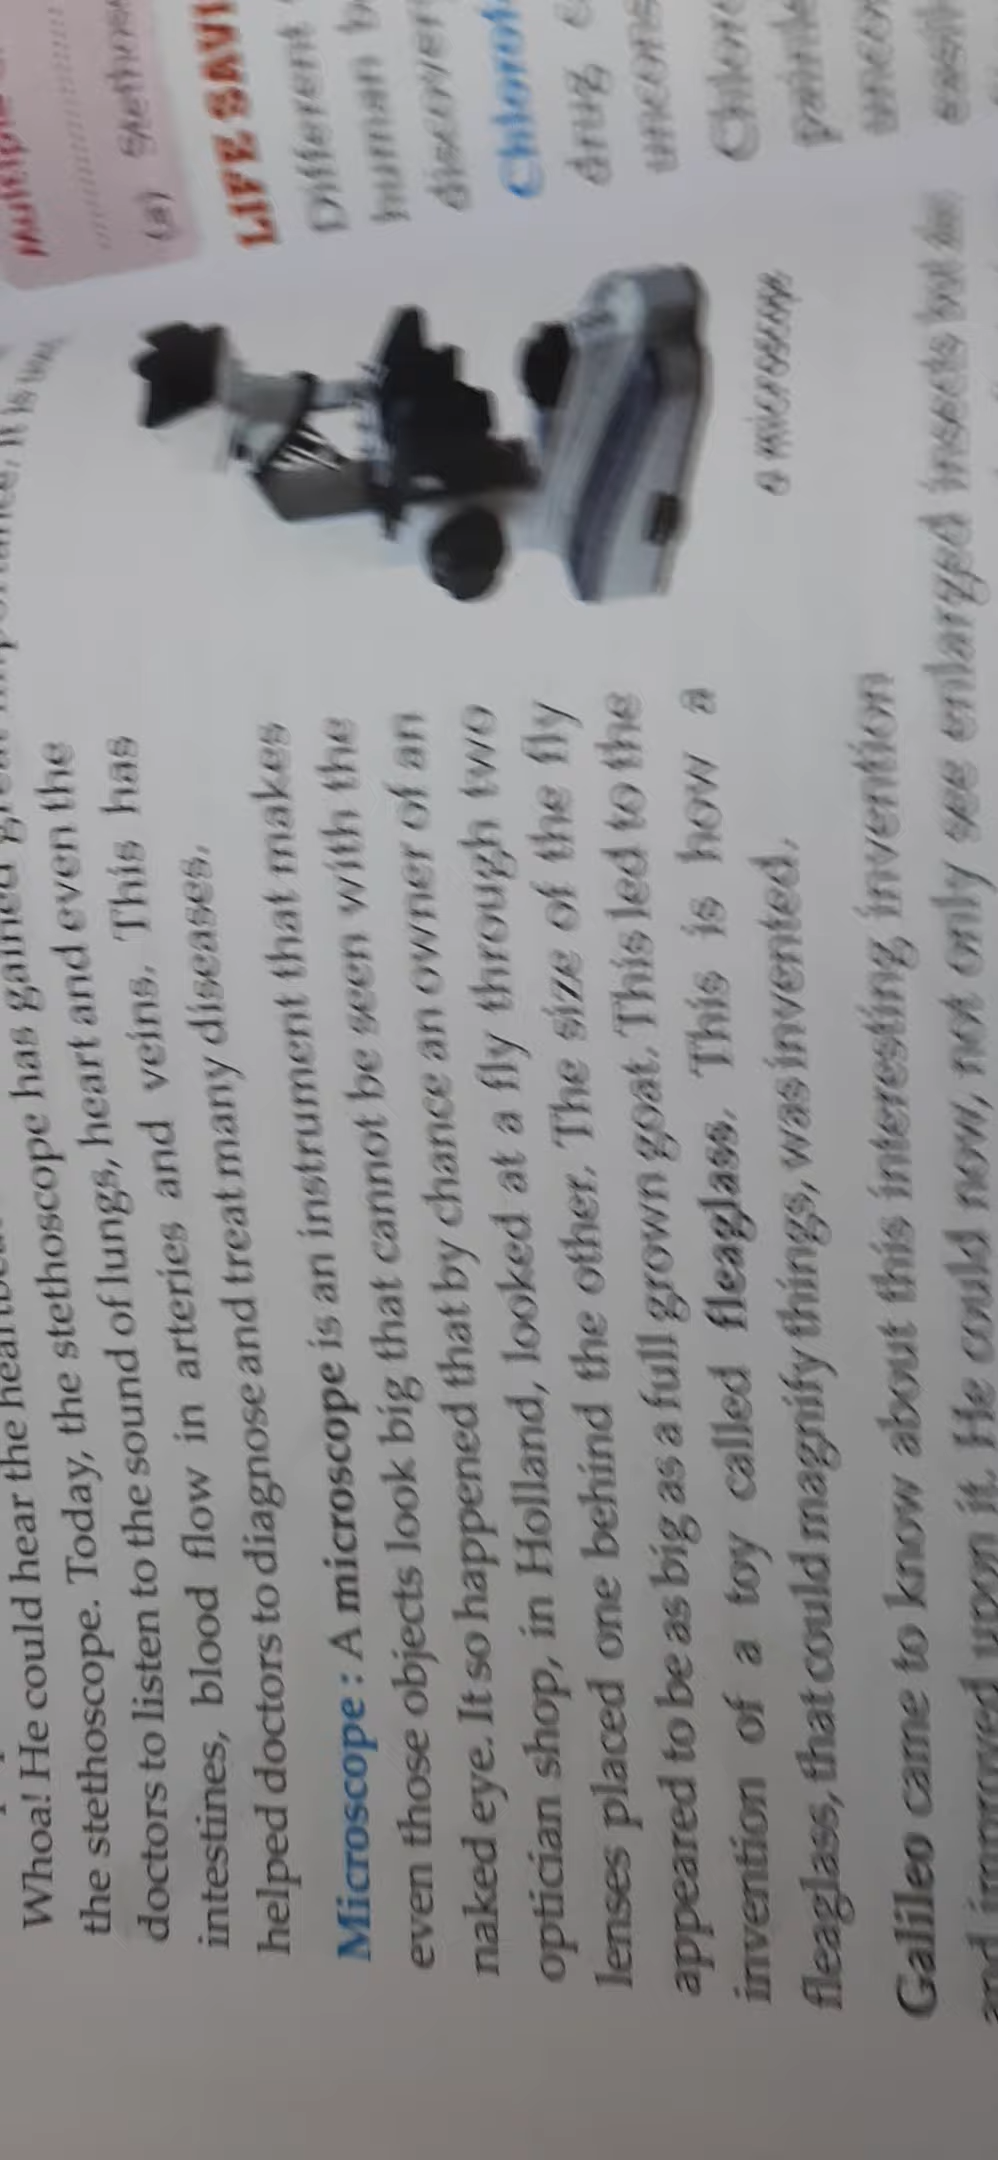 Whoa! He could hear the
the stethoscope. Today, the stethoscope has gained
doctors to listen to the sound of lungs, heart and even the
intestines, blood flow in arteries and veins. This has
helped doctors to diagnose and treat many diseases.
Microscope : A microscope is an instrument that makes
even those objects look big that cannot be seen with the
naked eye. It so happened that by chance an owner of an
optician shop, in Holland, looked at a fly through two
lenses placed one behind the other. The size of the fly
appeared to be as big as a full grown goat. This led to the
invention of a toy called fleaglass. This is how a
fleaglass, that could magnify things, was invented.
a microscope
Galileo came to know about this interesting invention
and improved upon it. He could now, not only see enlarged insects but
(a)
LIFE SAVI
Different
human b
discover
Chlorof
drug
uncons
Chloro